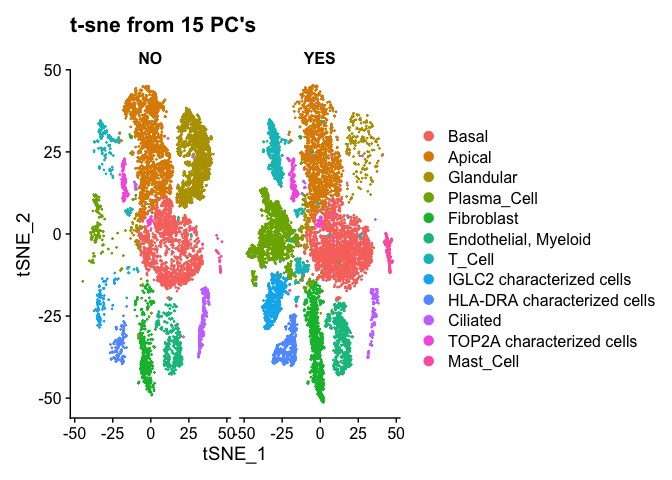 t-sne from 15 PC's
NO
YES
50
25
0
-25
-50
tSNE_2
-50 -25 0 25 50
-50 -25 0 25 50
tSNE_1
Basal
Apical
Glandular
Plasma_Cell
Fibroblast
Endothelial, Myeloid
T_Cell
IGLC2 characterized cells
HLA-DRA characterized cells
Ciliated
TOP2A characterized cells
Mast_Cell